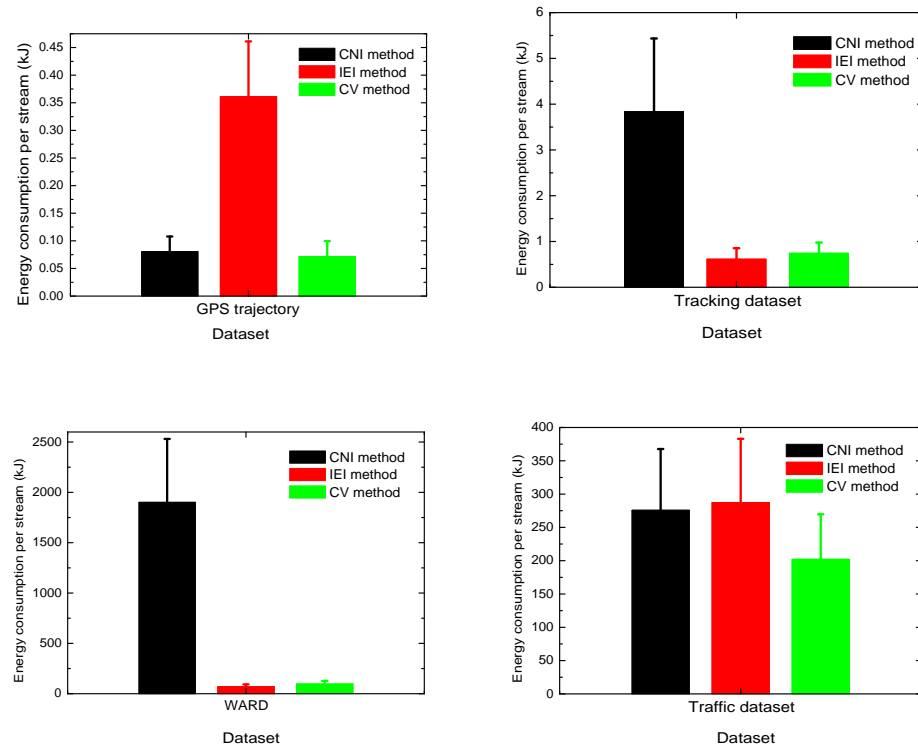 Energy consumption per stream (kJ)
0.45
0.40
0.35
0.30
0.25
0.20
0.15
0.10
0.05
0.00
CNI method
IEI method
CV method
GPS trajectory
Dataset
Energy consumption per stream (kJ)
6
5
4
3
2
1
0
CNI method
IEI method
CV method
Tracking dataset
Dataset
Energy consumption per stream (kJ)
2500
2000
1500
1000
500
0
CNI method
IEI method
CV method
WARD
Dataset
Energy consumption per stream (kJ)
400
350
300
250
200
150
100
50
0
CNI method
IEI method
CV method
Traffic dataset
Dataset